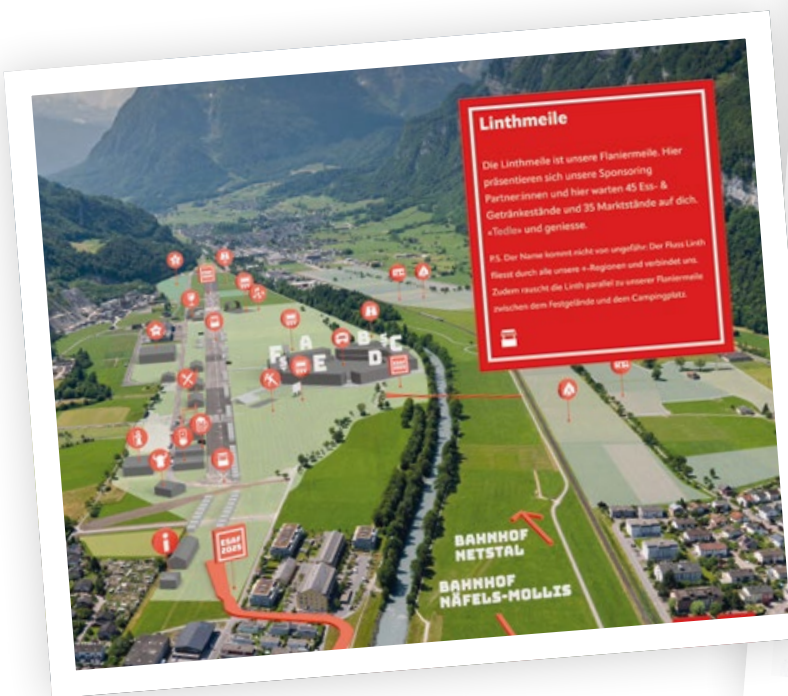 Linthmeile
Die Linthmeile ist unsere Flaniermeile. Hier
präsentieren sich unsere Sponsoring
Partner:innen und hier warten 45 Ess- &
Getränkestände und 35 Marktstände auf dich.
«Tedle» und geniesse.
P.S. Der Name kommt nicht von ungefähr: Der Fluss Linth
fliesst durch alle unsere «-Regionen und verbindet uns.
Zudem rauscht die Linth parallel zu unserer Flaniermeile
zwischen dem Festgelände und dem Campingplatz.
F A B C
E D
ESAF
2025
BAHNHOF
NETSTAL
BAHNHOF
NÄFELS-MOLLIS